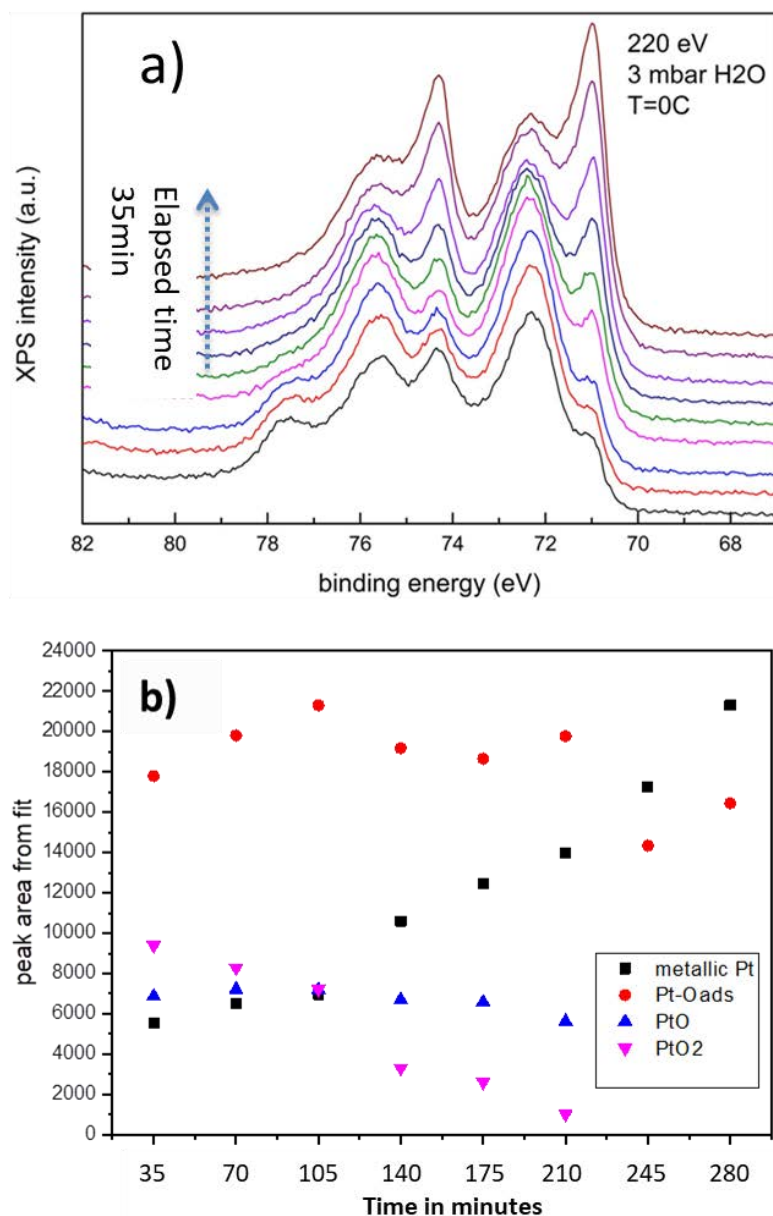 a)
220 eV
3 mbar H2O
T=0C
XPS intensity (a.u.)
Elapsed time
35min
82 80 78 76 74 72 70 68
binding energy (eV)
b)
peak area from fit
24000
22000
20000
18000
16000
14000
12000
10000
8000
6000
4000
2000
0
metallic Pt
Pt-Oads
PtO
PtO2
35 70 105 140 175 210 245 280
Time in minutes